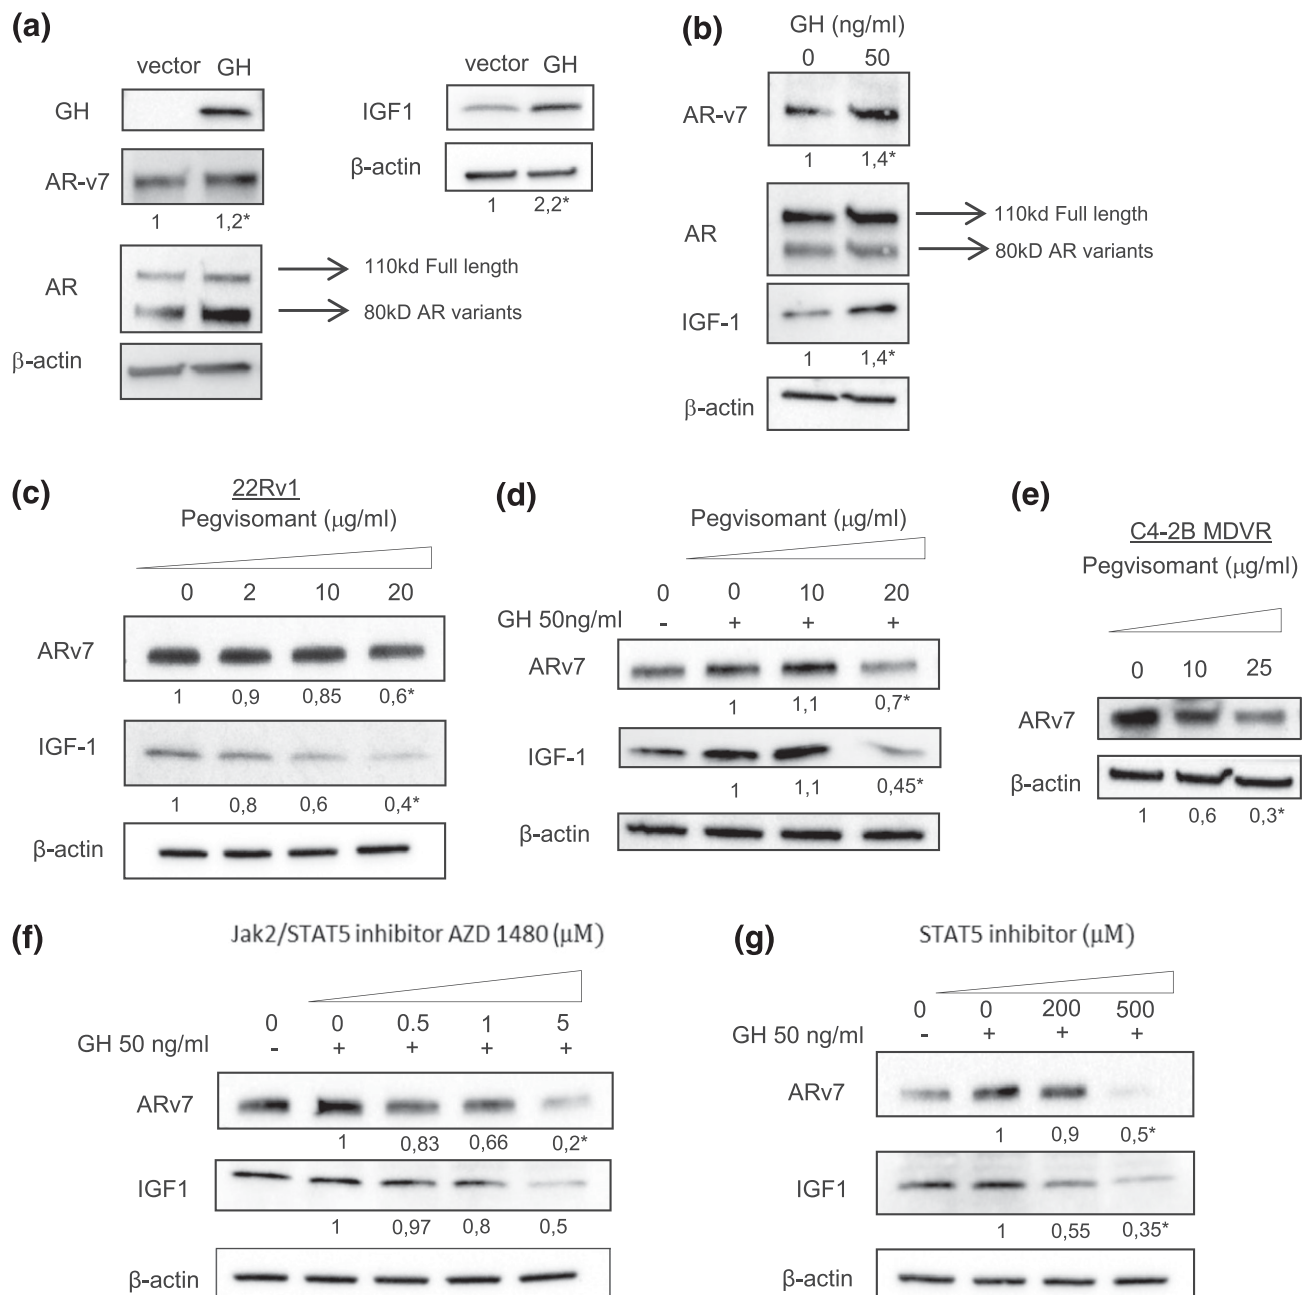 (a)
vector GH
GH
AR-v7
1 1,2*
AR
110kd Full length
80kD AR variants
β-actin
vector GH
IGF1
β-actin
1 2,2*
(b)
GH (ng/ml)
0 50
AR-v7
1 1,4*
AR
110kd Full length
80kD AR variants
IGF-1
1 1,4*
β-actin
(c)
22Rv1
Pegvisomant (μg/ml)
0 2 10 20
ARv7
1 0,9 0,85 0,6*
IGF-1
1 0,8 0,6 0,4*
β-actin
(d)
Pegvisomant (μg/ml)
0 0 10 20
GH 50ng/ml - + + +
ARv7
1 1,1 0,7*
IGF-1
1 1,1 0,45*
β-actin
(e)
C4-2B MDVR
Pegvisomant (μg/ml)
0 10 25
ARv7
β-actin
1 0,6 0,3*
(f)
Jak2/STAT5 inhibitor AZD 1480 (μM)
0 0 0.5 1 5
GH 50 ng/ml - + + + +
ARv7
1 0,83 0,66 0,2*
IGF1
1 0,97 0,8 0,5
β-actin
(g)
STAT5 inhibitor (μM)
0 0 200 500
GH 50 ng/ml - + + +
ARv7
1 0,9 0,5*
IGF1
1 0,55 0,35*
β-actin